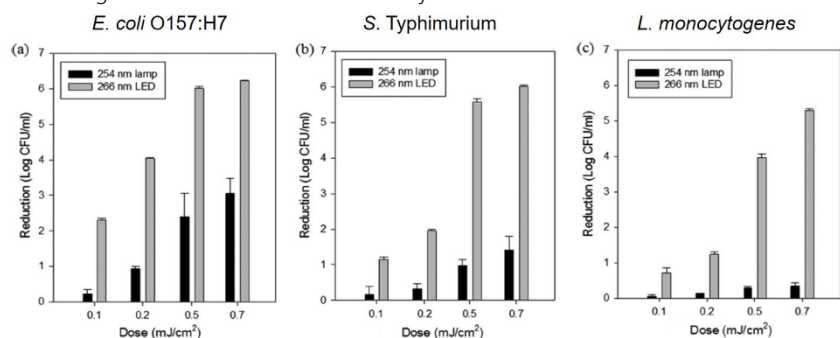 E. coli O157:H7
S. Typhimurium
L. monocytogenes
(a)
7
6
5
4
3
2
1
0
Reduction (Log CFU/ml)
254 nm lamp
266 nm LED
0.1 0.2 0.5 0.7
Dose (mJ/cm²)
(b)
7
6
5
4
3
2
1
0
Reduction (Log CFU/ml)
254 nm lamp
266 nm LED
0.1 0.2 0.5 0.7
Dose (mJ/cm²)
(c)
7
6
5
4
3
2
1
0
Reduction (Log CFU/ml)
254 nm lamp
266 nm LED
0.1 0.2 0.5 0.7
Dose (mJ/cm²)